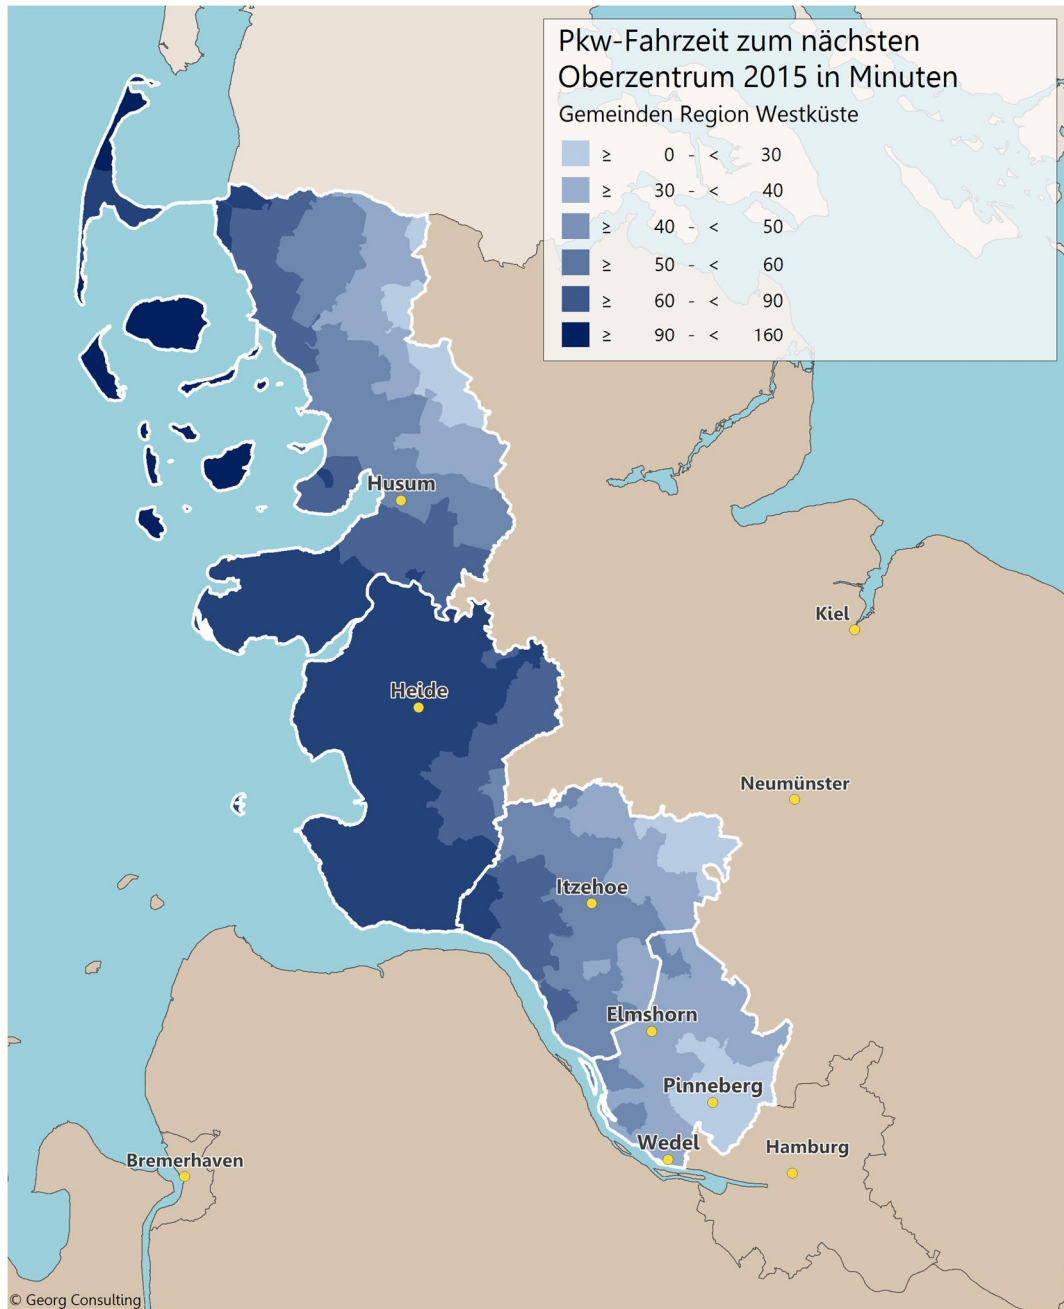 Pkw-Fahrzeit zum nächsten
Oberzentrum 2015 in Minuten
Gemeinden Region Westküste
≥ 0 - < 30
≥ 30 - < 40
≥ 40 - < 50
≥ 50 - < 60
≥ 60 - < 90
≥ 90 - < 160
Husum
Kiel
Heide
Neumünster
Itzehoe
Elmshorn
Pinneberg
Wedel
Hamburg
Bremerhaven
© Georg Consulting